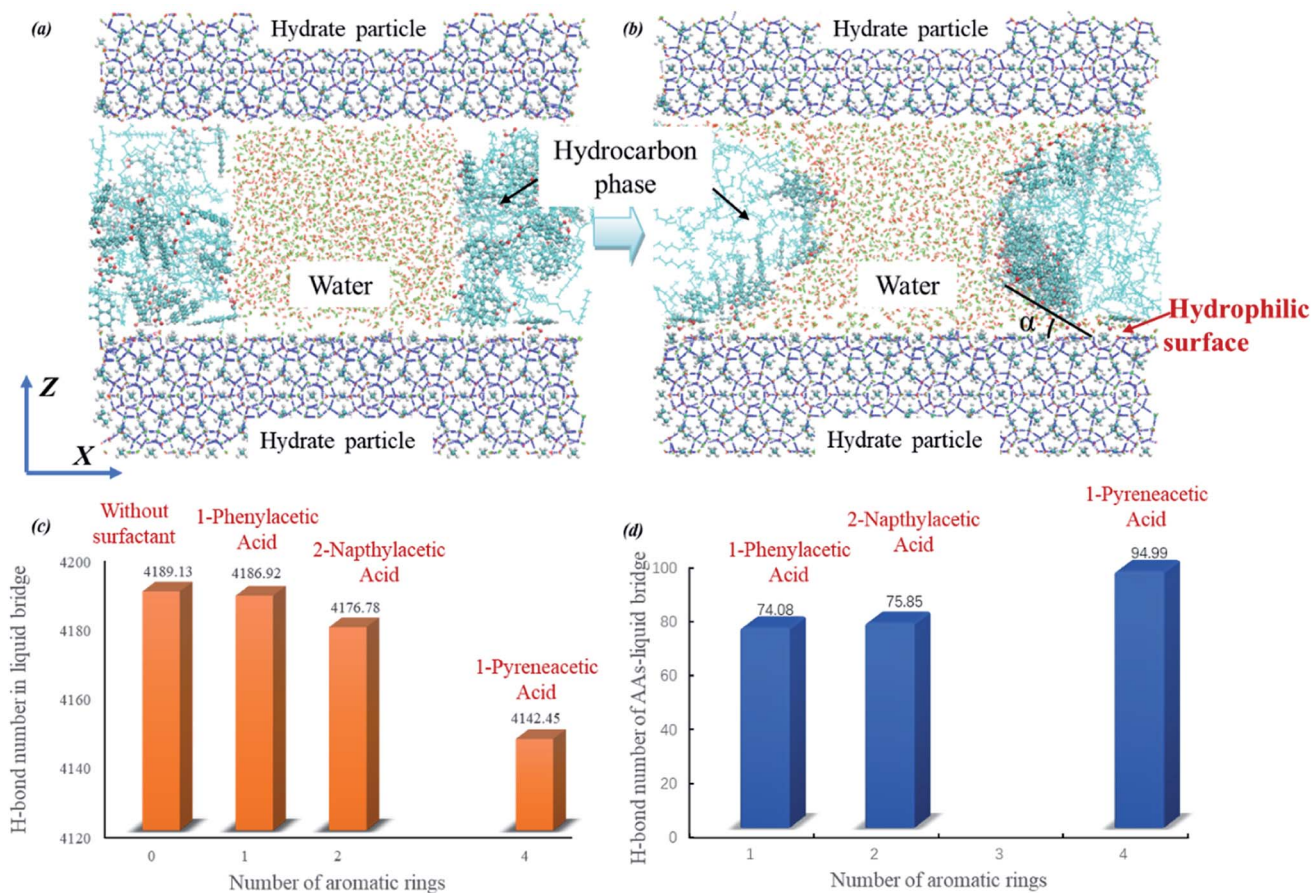 (a)
Hydrate particle
(b)
Hydrate particle
Hydrocarbon
phase
Water
Water
α
Hydrophilic
surface
Z
X
Hydrate particle
Hydrate particle
(c)
Without
surfactant
1-Phenylacetic
Acid
2-Napthylacetic
Acid
1-Pyreneacetic
Acid
H-bond number in liquid bridge
4200
4180
4160
4140
4120
4189.13
4186.92
4176.78
4142.45
0
1
2
4
Number of aromatic rings
(d)
1-Phenylacetic
Acid
2-Napthylacetic
Acid
1-Pyreneacetic
Acid
H-bond number of AAs-liquid bridge
100
80
60
40
20
0
74.08
75.85
94.99
1
2
3
4
Number of aromatic rings